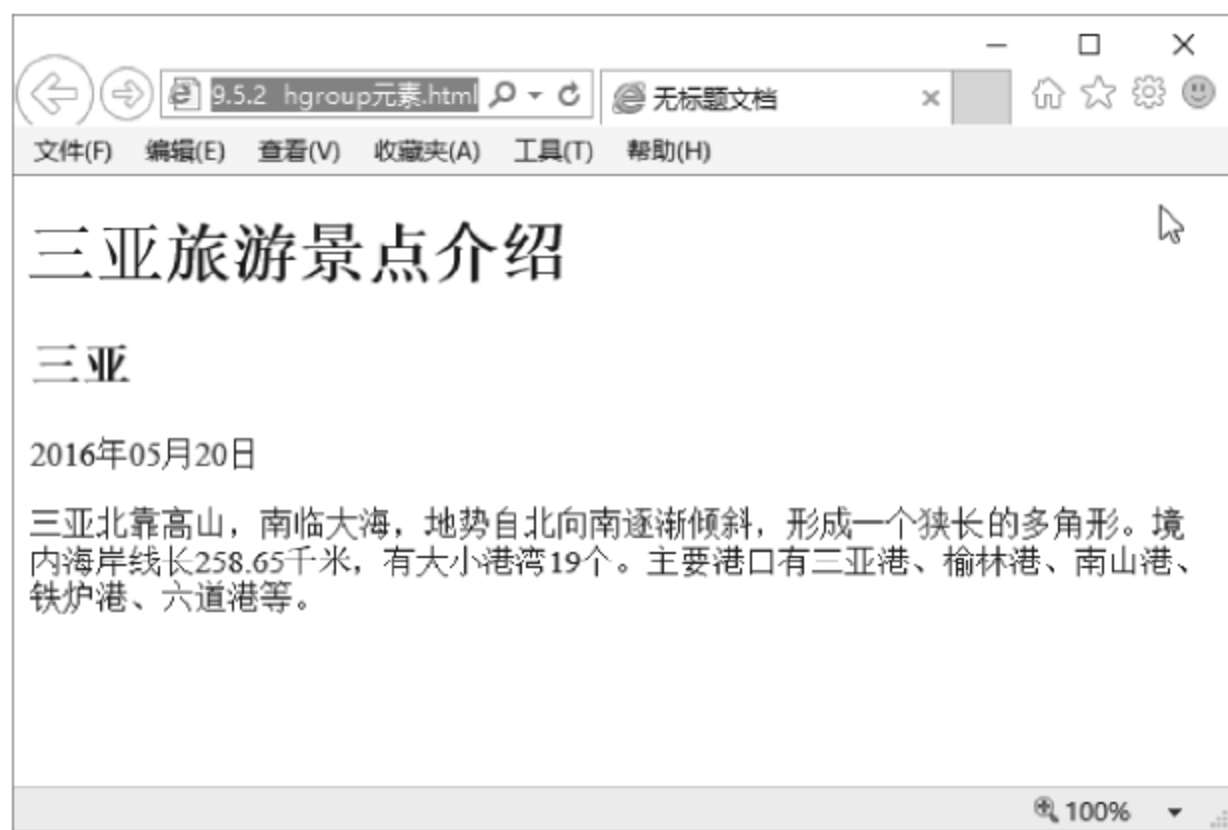 9.5.2 hgroup元素.html
无标题文档
文件(F) 编辑(E) 查看(V) 收藏夹(A) 工具(T) 帮助(H)
三亚旅游景点介绍
三亚
2016年05月20日
三亚北靠高山，南临大海，地势自北向南逐渐倾斜，形成一个狭长的多角形。境
内海岸线长258.65千米，有大小港湾19个。主要港口有三亚港、榆林港、南山港、
铁炉港、六道港等。
100%